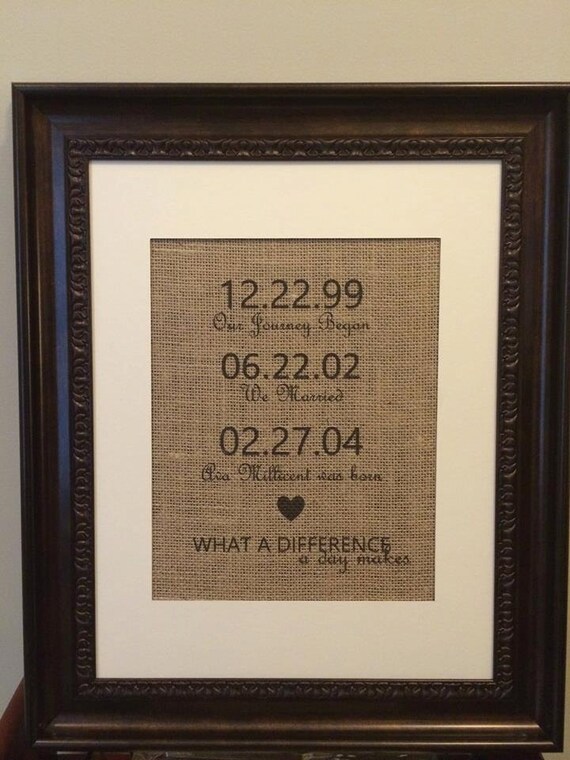 12.22.99
Our Journey Began
06.22.02
We Married
02.27.04
Ava Millicent was born
WHAT A DIFFERENCE
a day makes